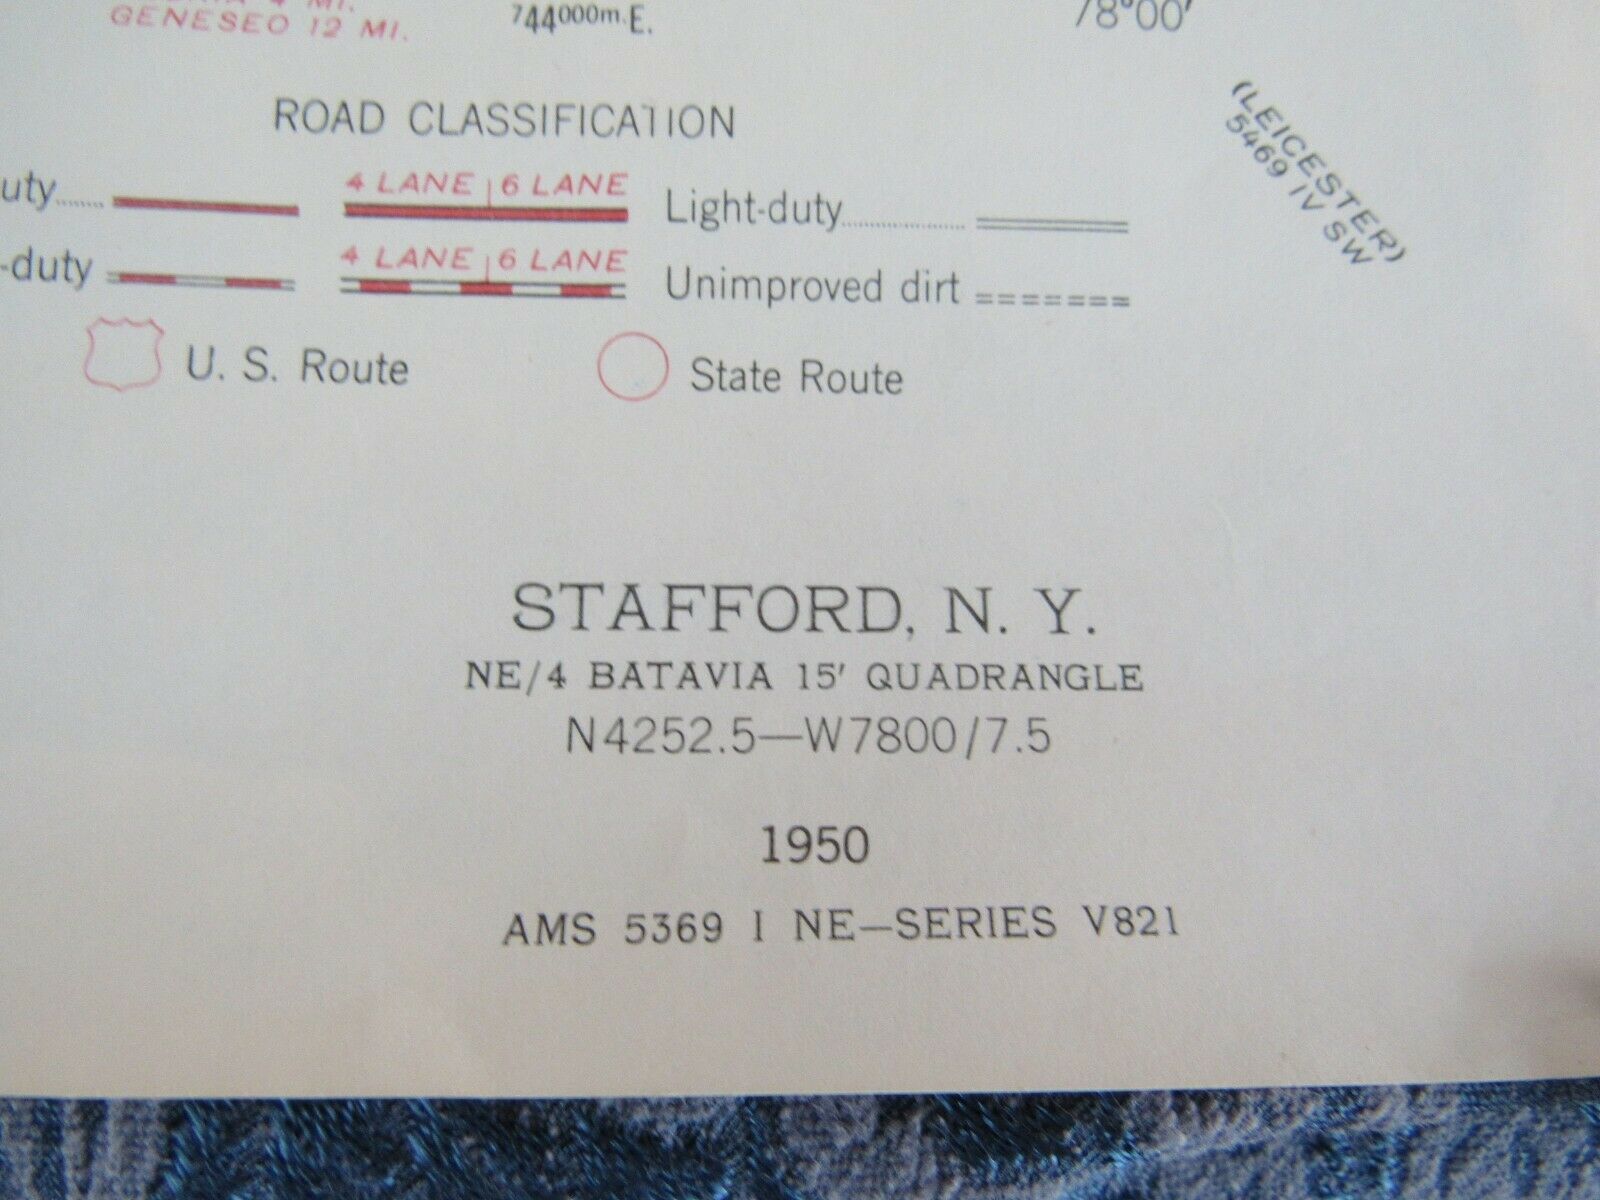 GENESEO 12 MI.
744000m.E.
78°00'
(LEICESTER)
5469 IV SW
ROAD CLASSIFICATION
uty........ 4 LANE | 6 LANE Light-duty....................
-duty 4 LANE | 6 LANE Unimproved dirt
U. S. Route State Route
STAFFORD, N. Y.
NE/4 BATAVIA 15' QUADRANGLE
N4252.5—W7800/7.5
1950
AMS 5369 I NE—SERIES V821